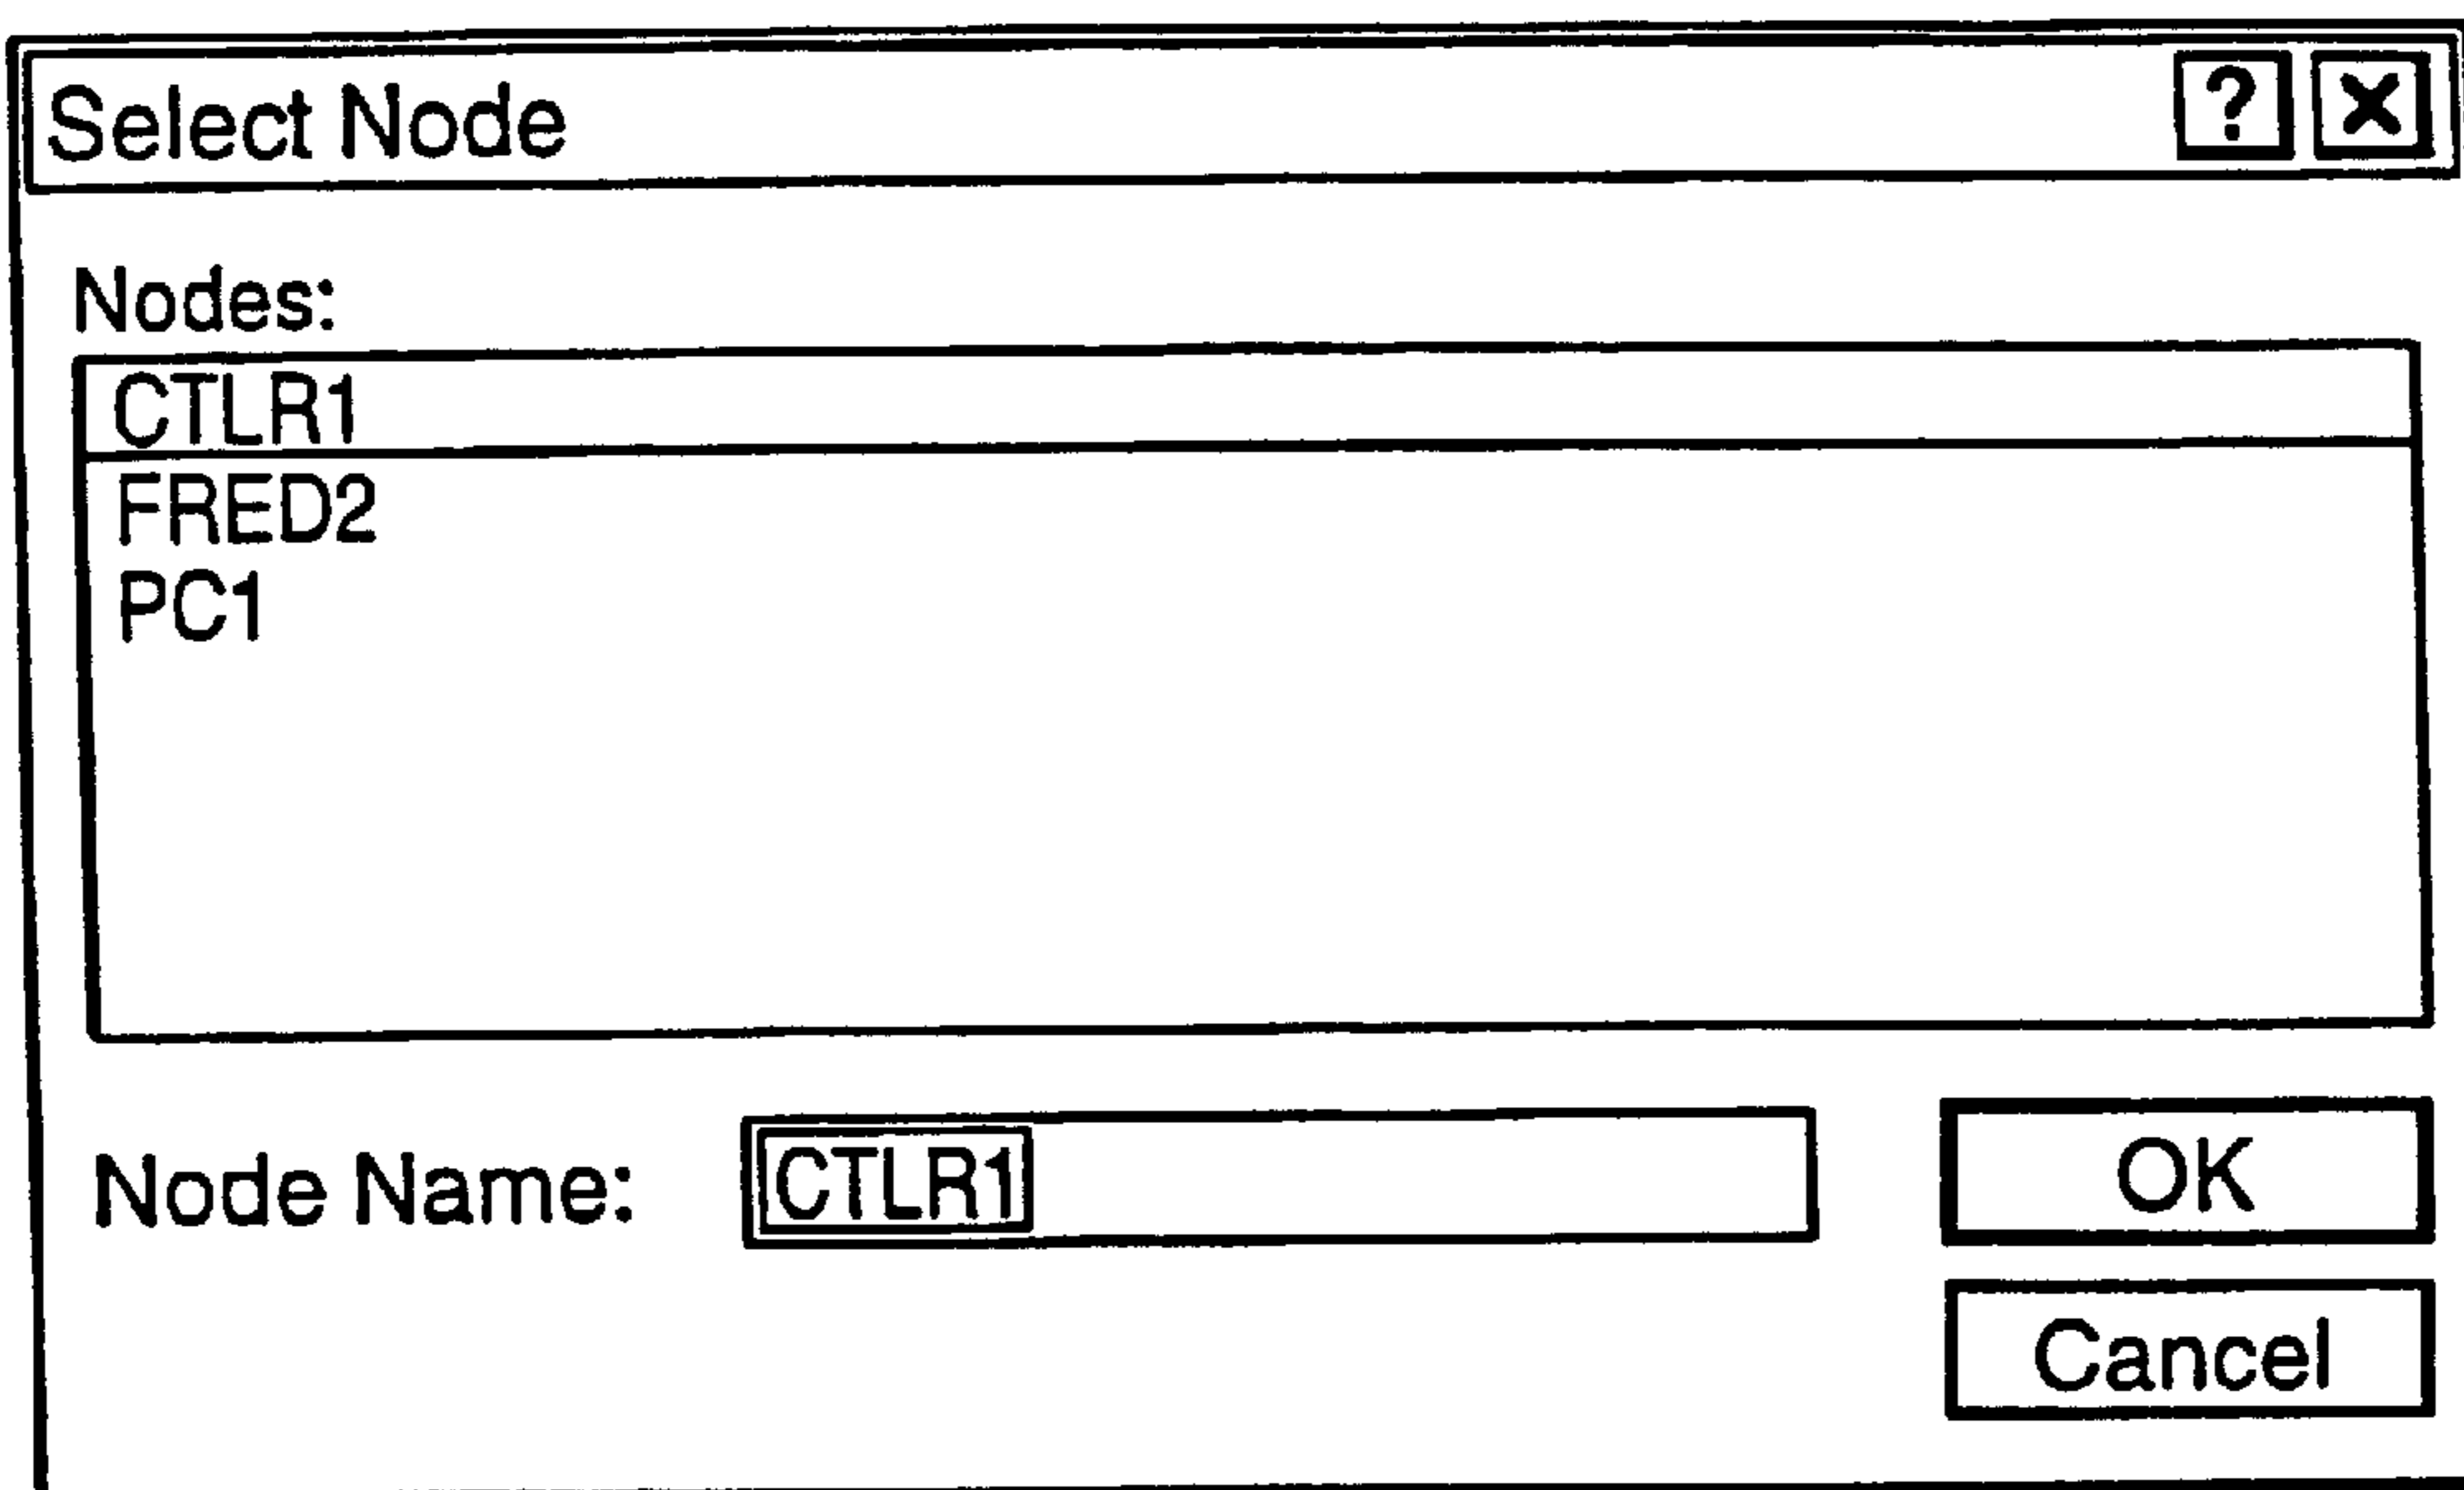 Select Node ?
Nodes:
CTLR1
FRED2
PC1
Node Name: CTLR1 OK
Cancel